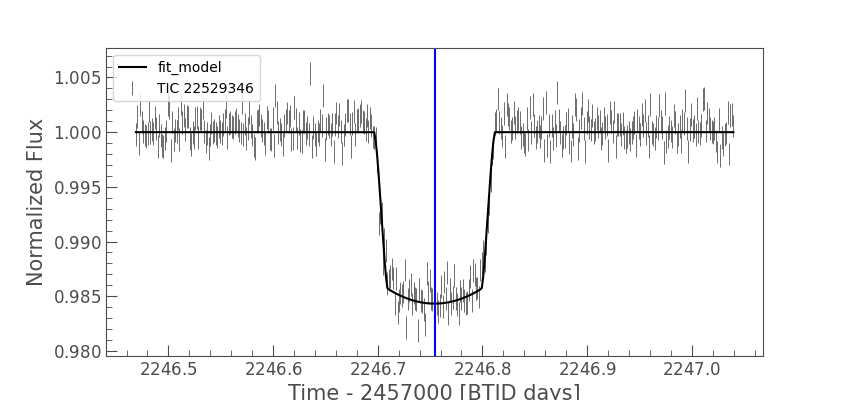 fit_model
TIC 22529346
1.005
1.000
0.995
0.990
0.985
0.980
Normalized Flux
2246.5 2246.6 2246.7 2246.8 2246.9 2247.0
Time - 2457000 [BTJD days]